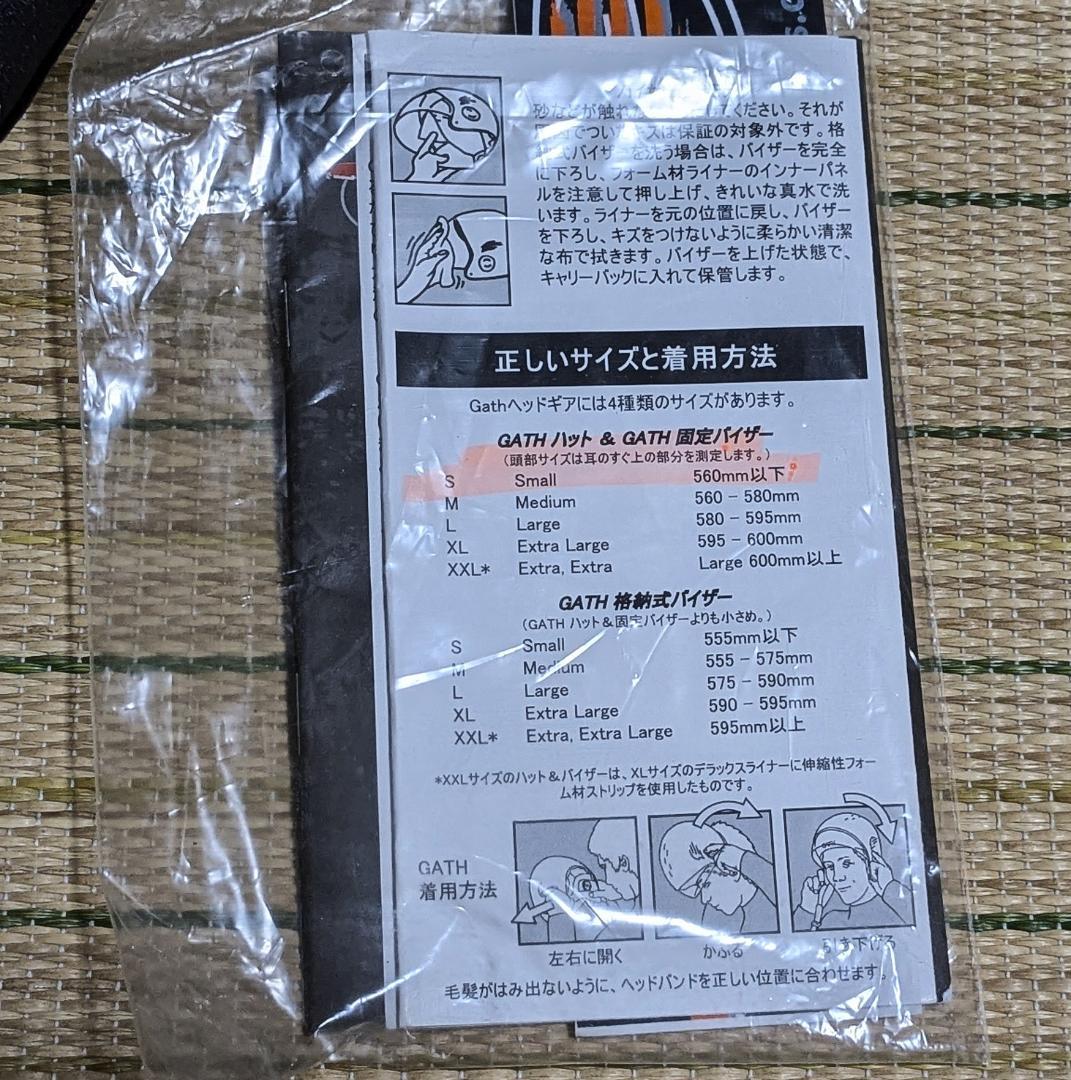 砂などが触れ ください。それが
でつい ズは保証の対象外です。格
式バイザーを洗う場合は、バイザーを完全
に下ろし、フォーム材ライナーのインナーパネ
ルを注意して押し上げ、きれいな真水で洗
います。ライナーを元の位置に戻し、バイザー
を下ろし、キズをつけないように柔らかい清潔
な布で拭きます。バイザーを上げた状態で、
キャリーバックに入れて保管します。
正しいサイズと着用方法
Gathヘッドギアには4種類のサイズがあります。
GATH ハット & GATH 固定バイザー
(頭部サイズは耳のすぐ上の部分を測定します。)
S Small 560mm以下
M Medium 560 - 580mm
L Large 580 - 595mm
XL Extra Large 595 - 600mm
XXL* Extra, Extra Large 600mm以上
GATH 格納式バイザー
(GATH ハット&固定バイザーよりも小さめ。)
S Small 555mm以下
M Medium 555 - 575mm
L Large 575 - 590mm
XL Extra Large 590 - 595mm
XXL* Extra, Extra Large 595mm以上
*XXLサイズのハット&バイザーは、XLサイズのデラックスライナーに伸縮性フォー
ム材ストリップを使用したものです。
GATH
着用方法
左右に開く かぶる 引き下げる
毛髪がはみ出ないように、ヘッドバンドを正しい位置に合わせます。